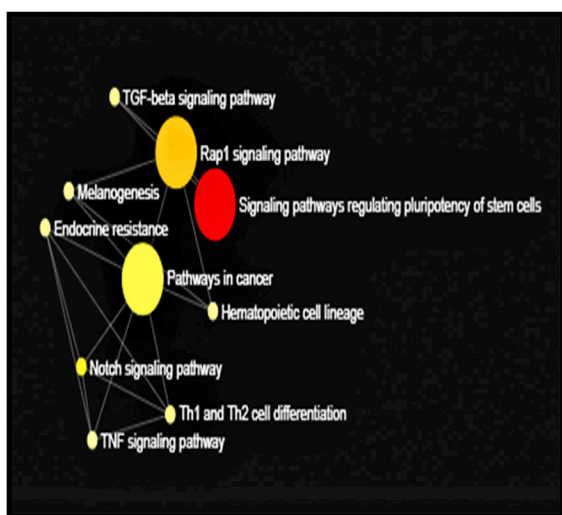 TGF-beta signaling pathway
Rap1 signaling pathway
Melanogenesis
Signaling pathways regulating pluripotency of stem cells
Endocrine resistance
Pathways in cancer
Hematopoietic cell lineage
Notch signaling pathway
Th1 and Th2 cell differentiation
TNF signaling pathway